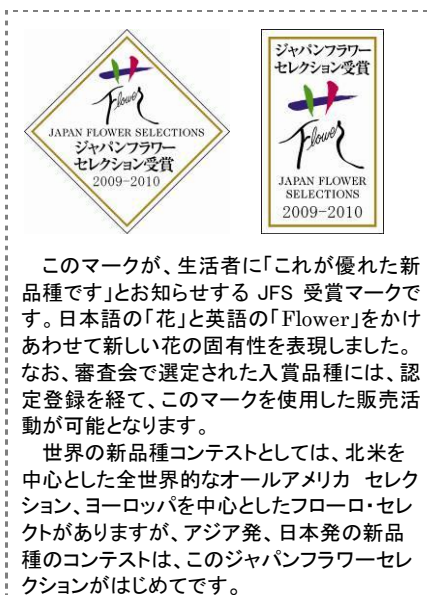 花
Flower
JAPAN FLOWER SELECTIONS
ジャパンフラワー
セレクション受賞
2009-2010
ジャパンフラワー
セレクション受賞
花
Flower
JAPAN FLOWER
SELECTIONS
2009-2010
このマークが、生活者に「これが優れた新
品種です」とお知らせする JFS 受賞マークで
す。日本語の「花」と英語の「Flower」をかけ
あわせて新しい花の固有性を表現しました。
なお、審査会で選定された入賞品種には、認
定登録を経て、このマークを使用した販売活
動が可能となります。
世界の新品種コンテストとしては、北米を
中心とした全世界的なオールアメリカ セレク
ション、ヨーロッパを中心としたフローロ・セレ
クトがありますが、アジア発、日本発の新品
種のコンテストは、このジャパンフラワーセレ
クションがはじめてです。